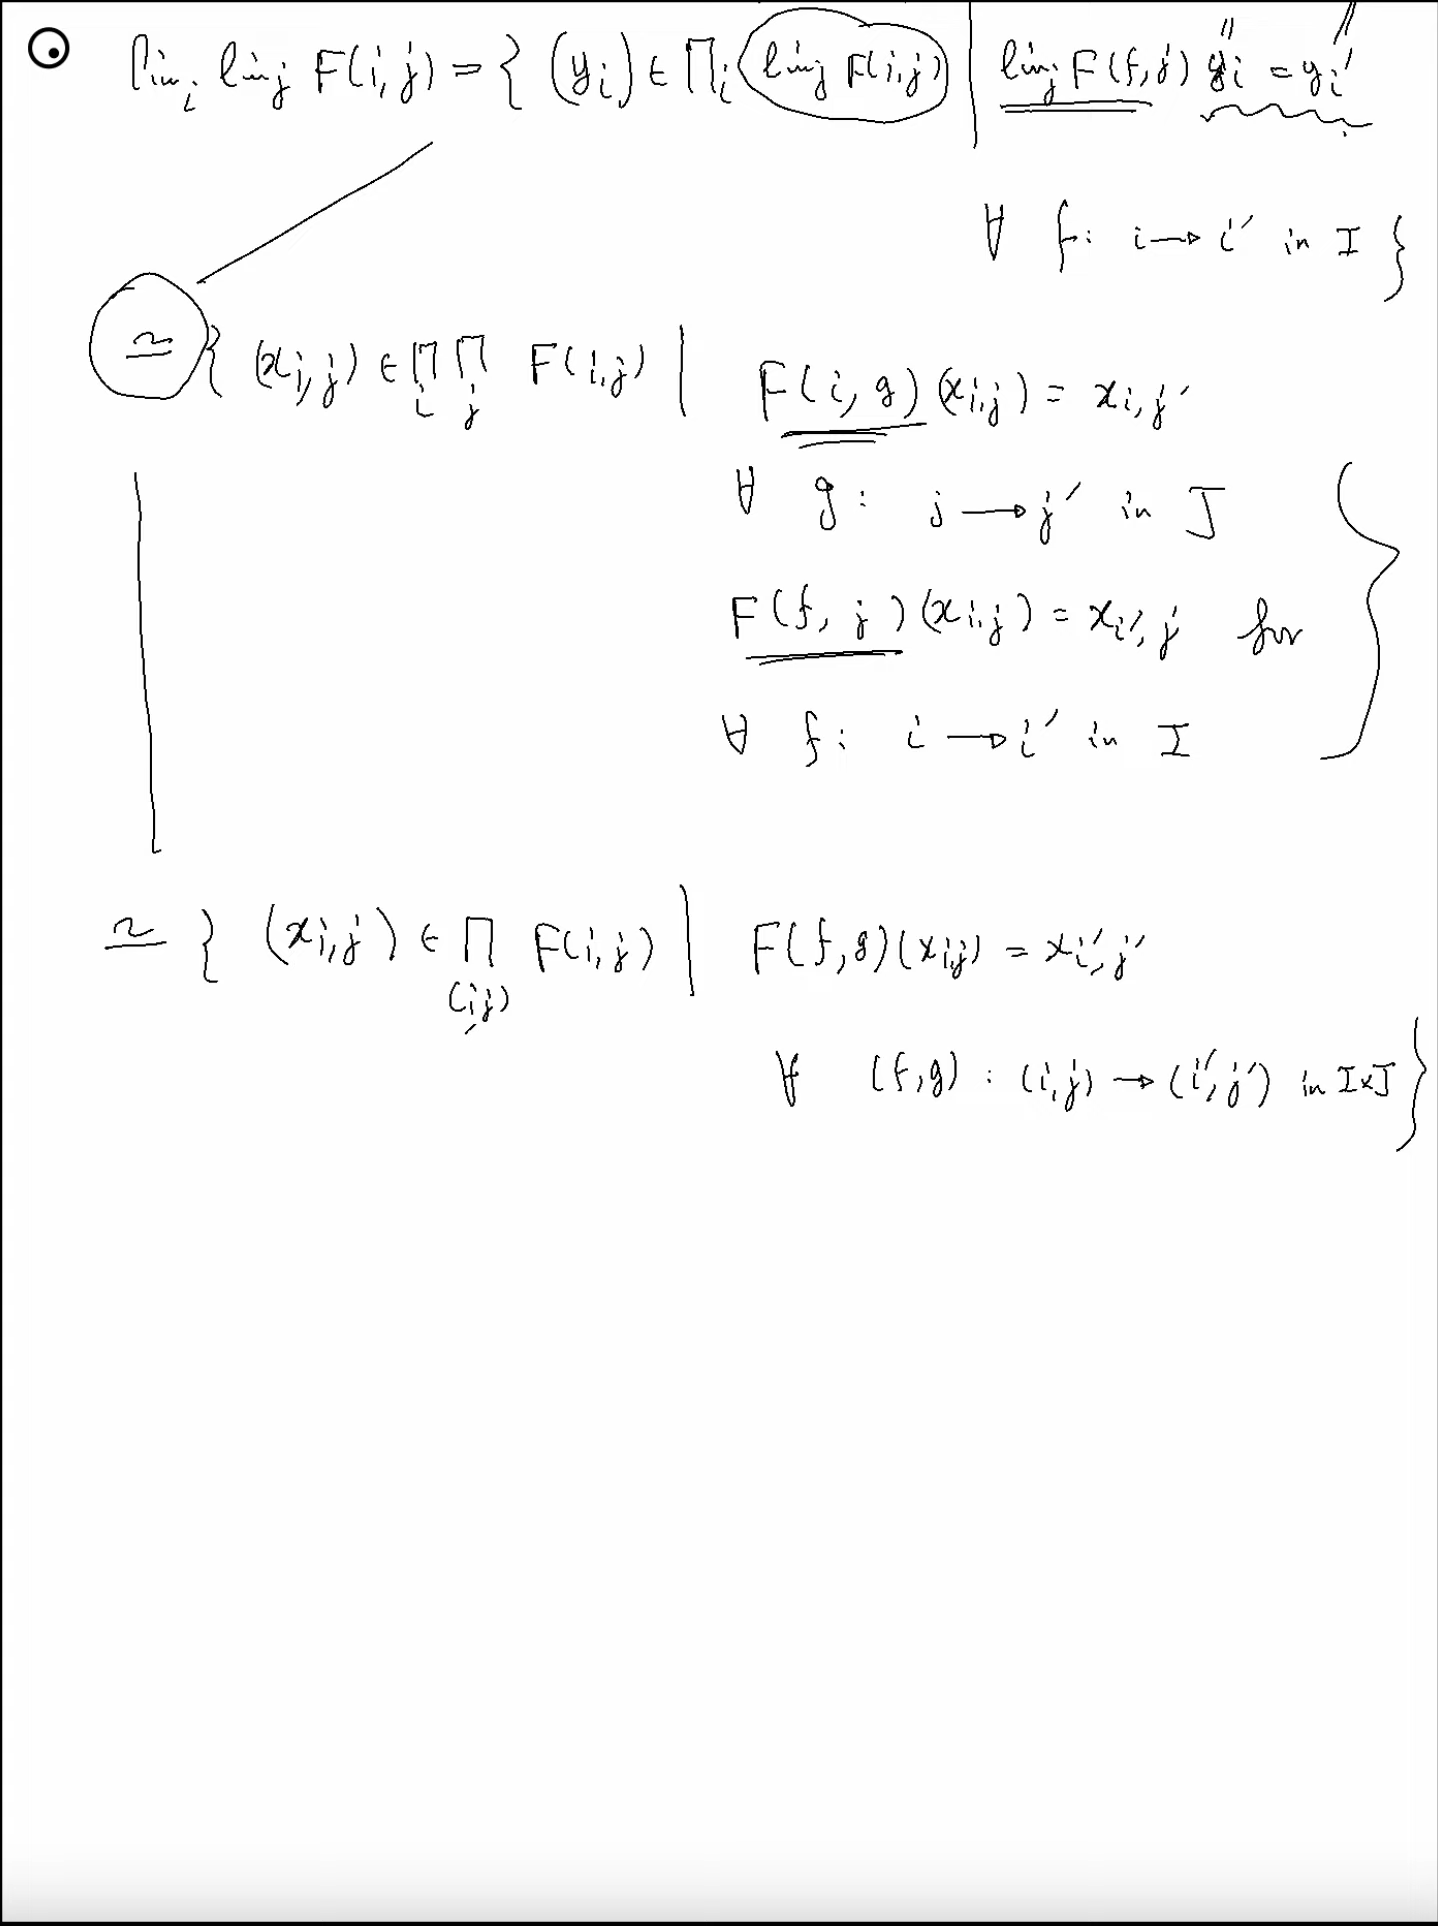 lim_i lim_j F(i,j) = { (y_i) ∈ ∏_i lim_j F(i,j) | lim_j F(f,j) y_i = y_i'
∀ f: i → i' in I }
≃ { (x_{i,j}) ∈ ∏_i ∏_j F(i,j) | F(i,g)(x_{i,j}) = x_{i,j'}
∀ g: j → j' in J
F(f,j)(x_{i,j}) = x_{i',j} for
∀ f: i → i' in I }
≃ { (x_{i,j}) ∈ ∏_{(i,j)} F(i,j) | F(f,g)(x_{i,j}) = x_{i',j'}
∀ (f,g): (i,j) → (i',j') in I×J }